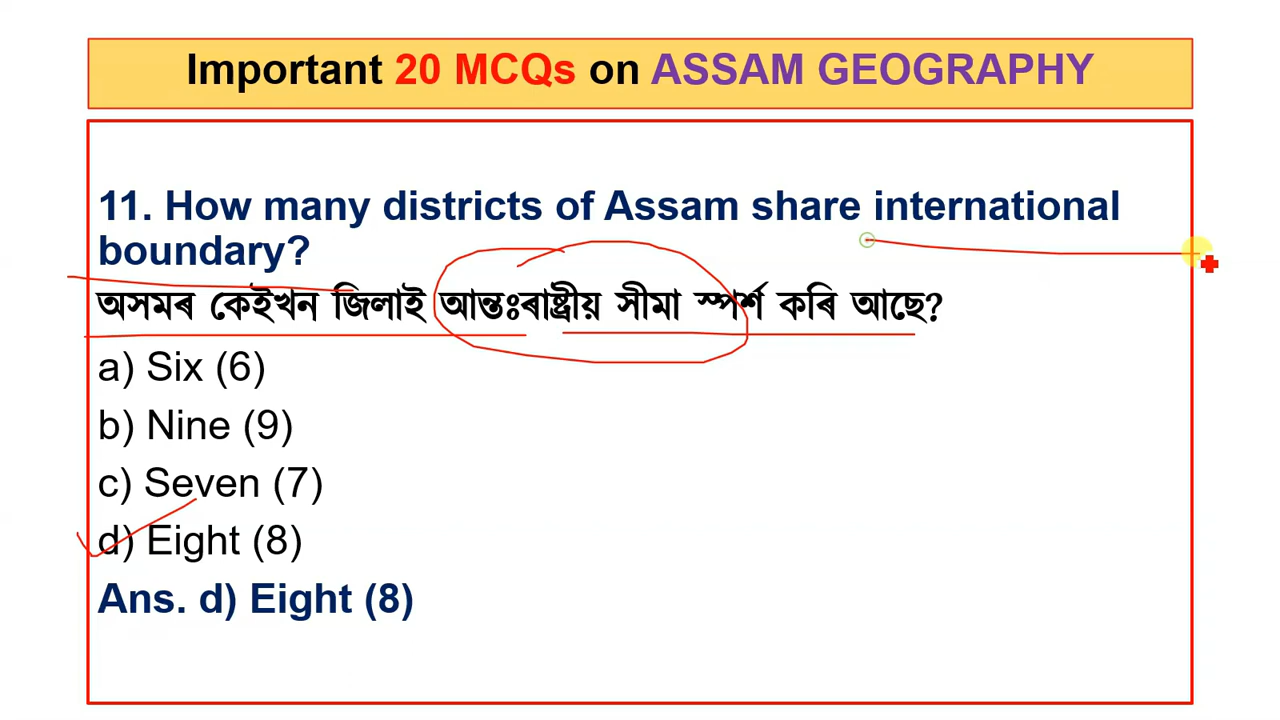 Important 20 MCQs on ASSAM GEOGRAPHY
11. How many districts of Assam share international
boundary?
অসমৰ কেইখন জিলাই আন্তঃৰাষ্ট্ৰীয় সীমা স্পৰ্শ কৰি আছে?
a) Six (6)
b) Nine (9)
c) Seven (7)
d) Eight (8)
Ans. d) Eight (8)